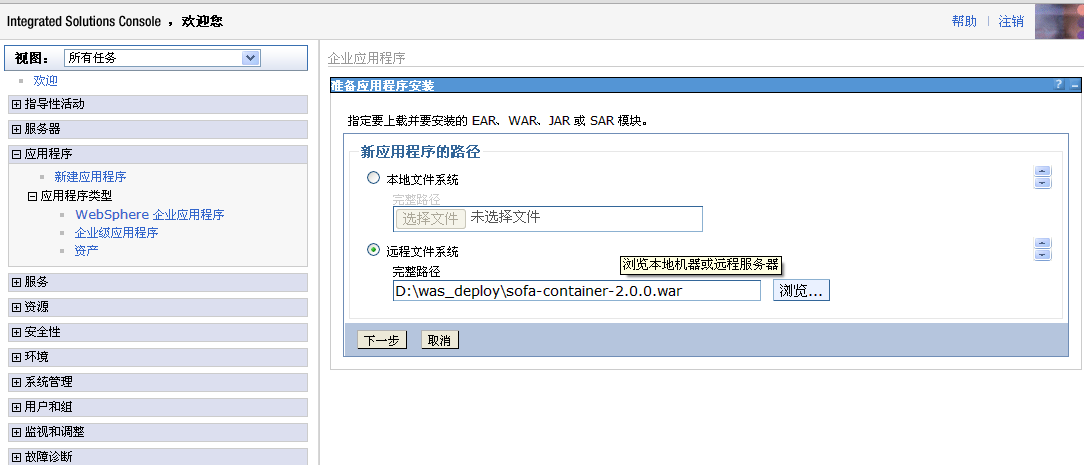 Integrated Solutions Console ，欢迎您
帮助 注销
视图： 所有任务
欢迎
指导性活动
服务器
应用程序
新建应用程序
应用程序类型
WebSphere 企业应用程序
企业级应用程序
资产
服务
资源
安全性
环境
系统管理
用户和组
监视和调整
故障诊断
企业应用程序
准备应用程序安装 ?
指定要上载并要安装的 EAR、WAR、JAR 或 SAR 模块。
新应用程序的路径
本地文件系统
完整路径
选择文件 未选择文件
远程文件系统
浏览本地机器或远程服务器
完整路径
D:\was_deploy\sofa-container-2.0.0.war 浏览...
下一步 取消